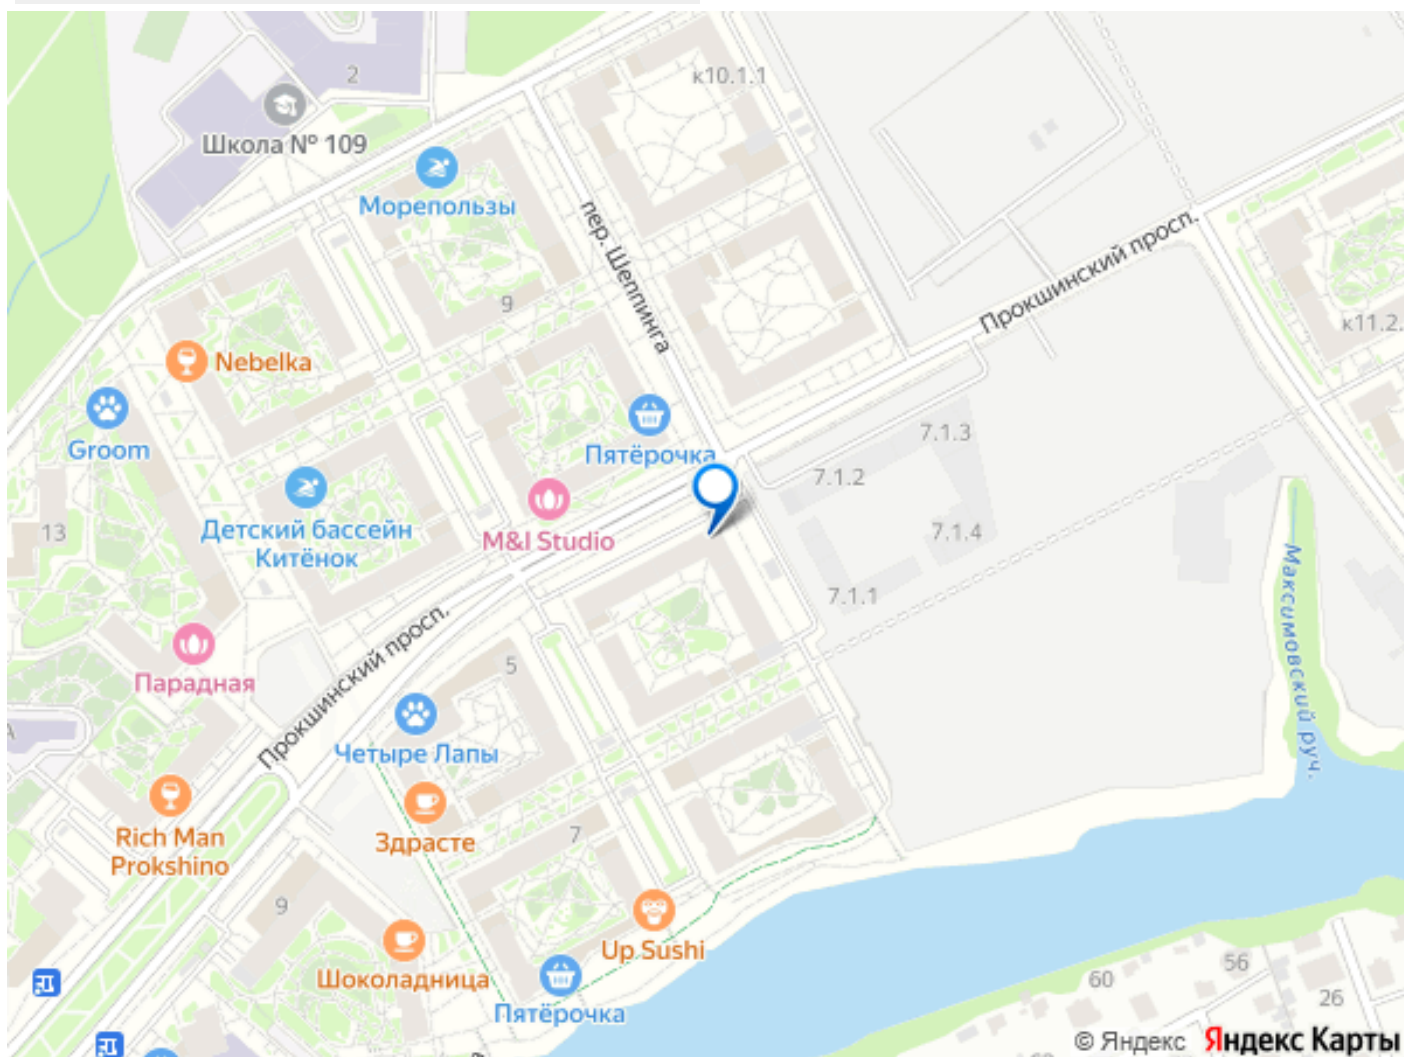 к10.1.1
2
Школа № 109
Морепользы
пер. Шеппинга
Прокшинский просп.
9
к11.2.
Nebelka
Groom
Пятёрочка
7.1.3
7.1.2
Детский бассейн
Китёнок
M&I Studio
13
7.1.4
7.1.1
Максимовский руч.
Парадная
5
Прокшинский просп.
Четыре Лапы
Rich Man
Prokshino
Здрасте
7
9
Up Sushi
Шоколадница
Пятёрочка
60
56
26
© Яндекс Яндекс Карты